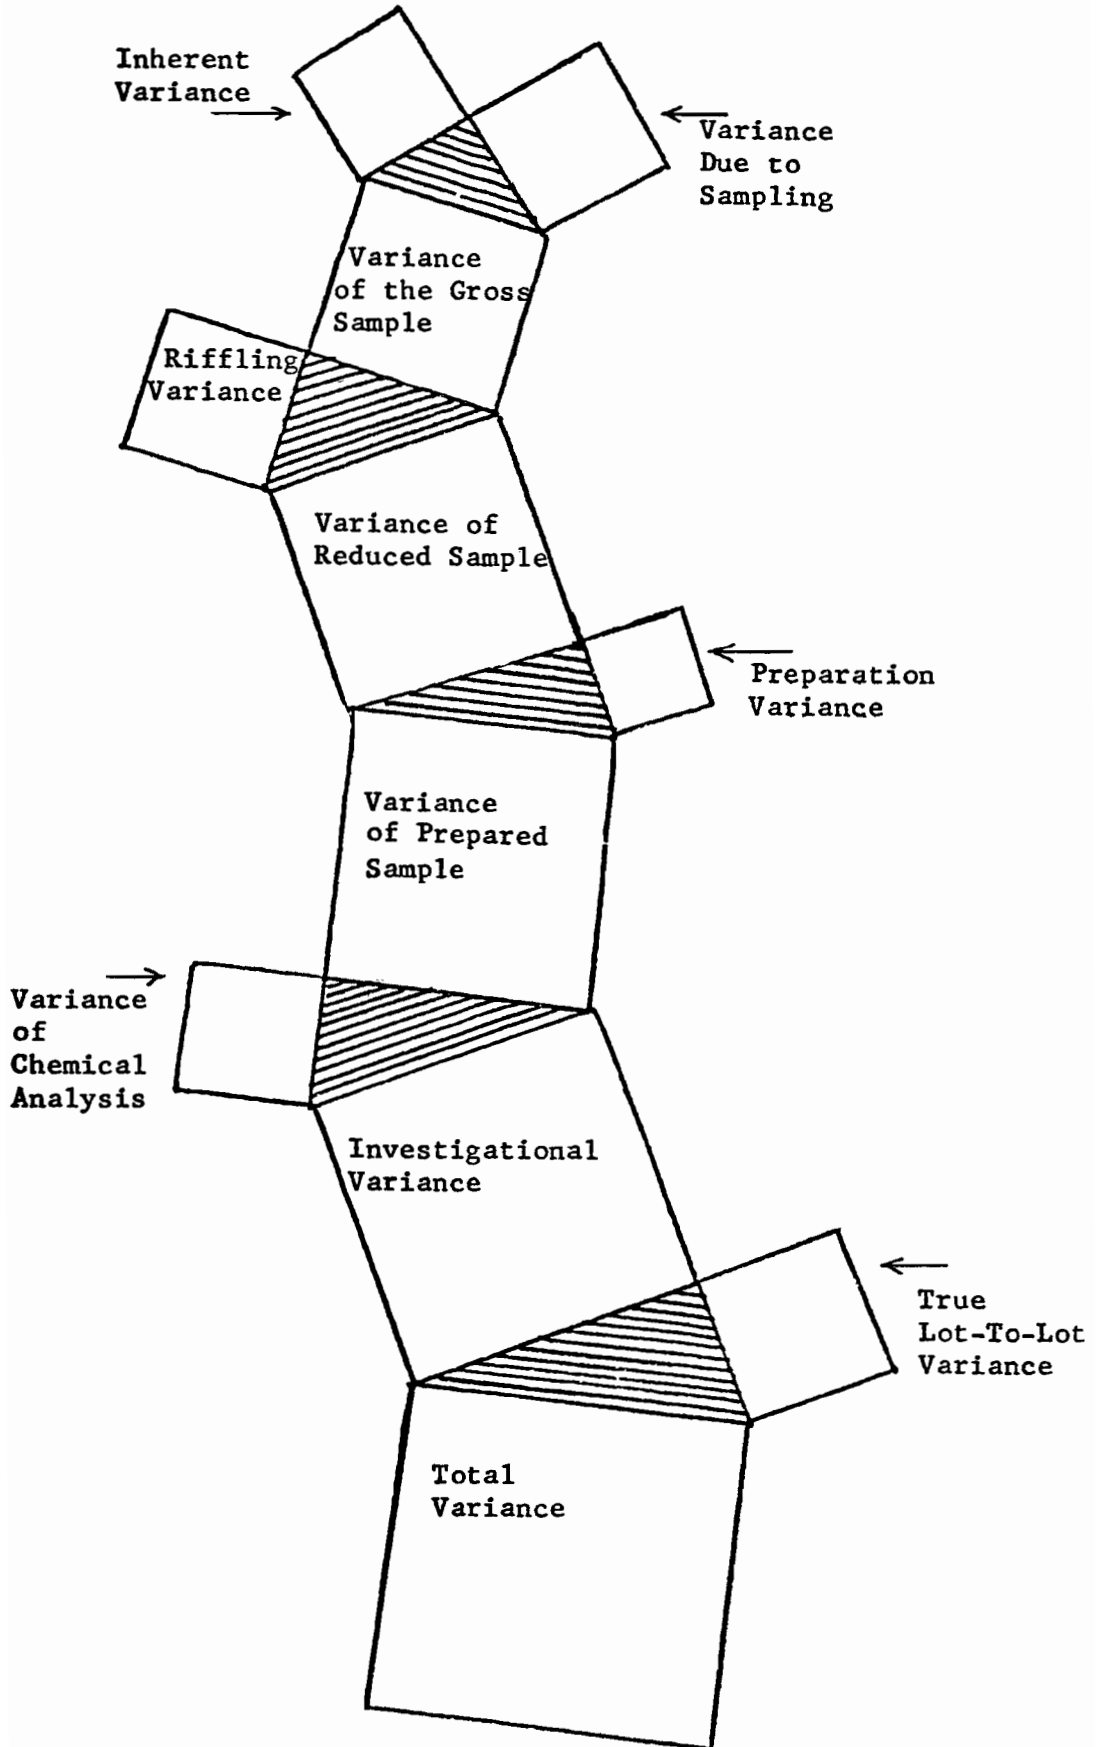 Inherent
Variance
Variance
Due to
Sampling
Variance
of the Gross
Sample
Riffling
Variance
Variance of
Reduced Sample
Preparation
Variance
Variance
of Prepared
Sample
Variance
of
Chemical
Analysis
Investigational
Variance
True
Lot-To-Lot
Variance
Total
Variance